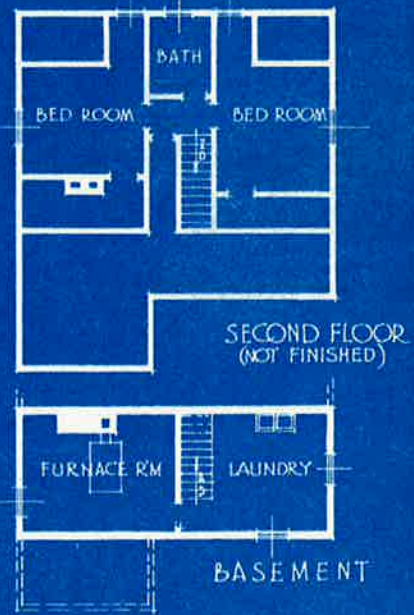 BATH
BED ROOM
BED ROOM
SECOND FLOOR
(NOT FINISHED)
FURNACE R'M
LAUNDRY
BASEMENT